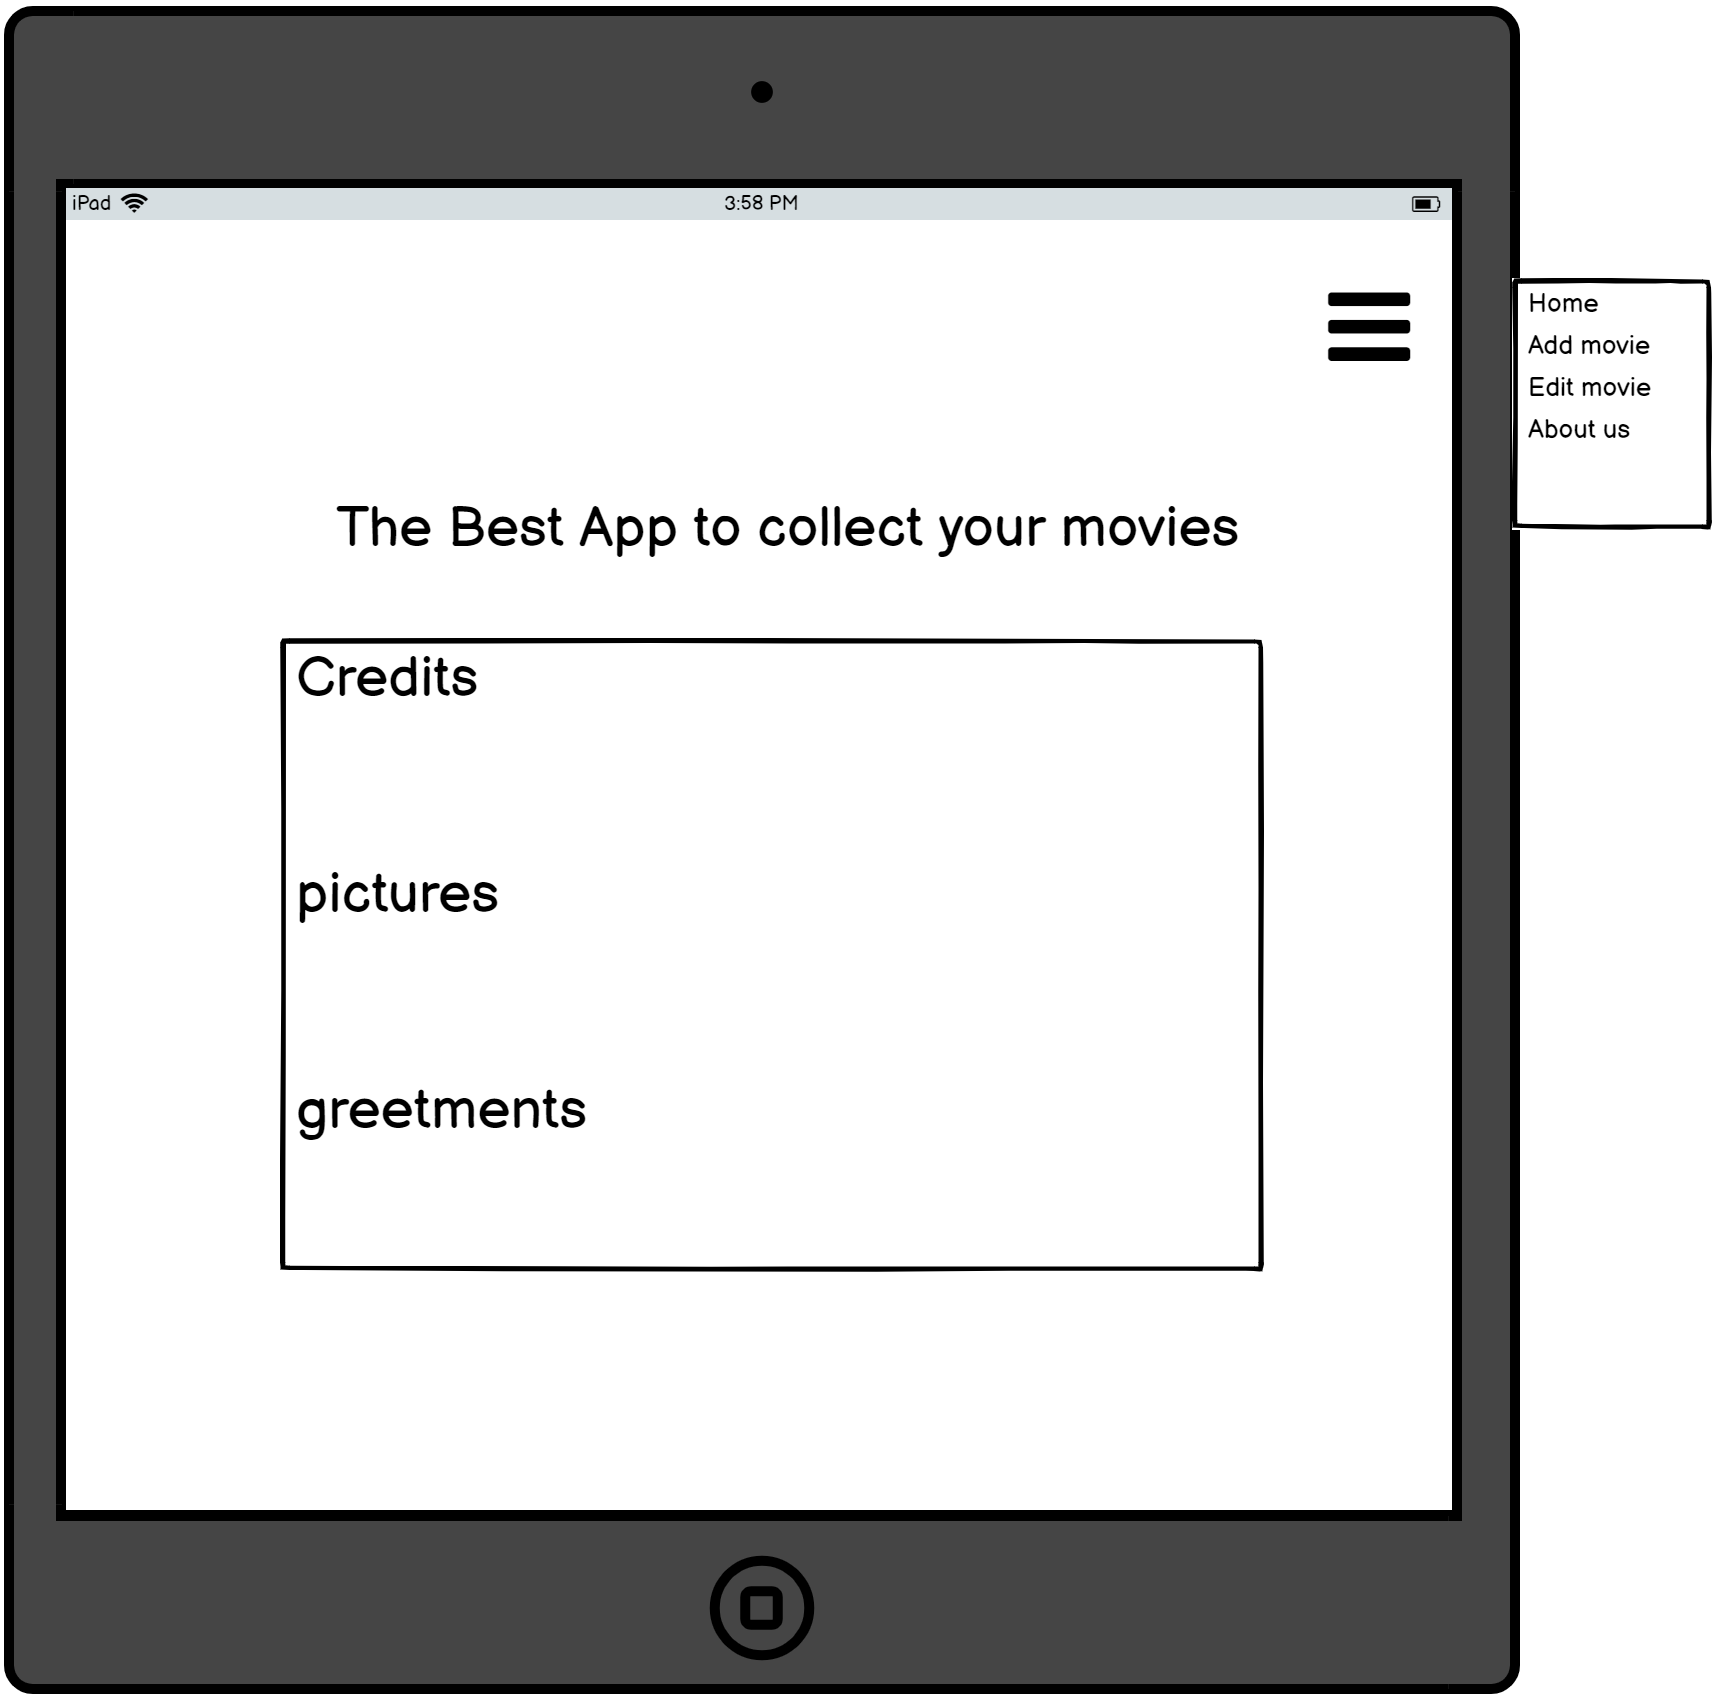 iPad
3:58 PM
Home
Add movie
Edit movie
About us
The Best App to collect your movies
Credits
pictures
greetments